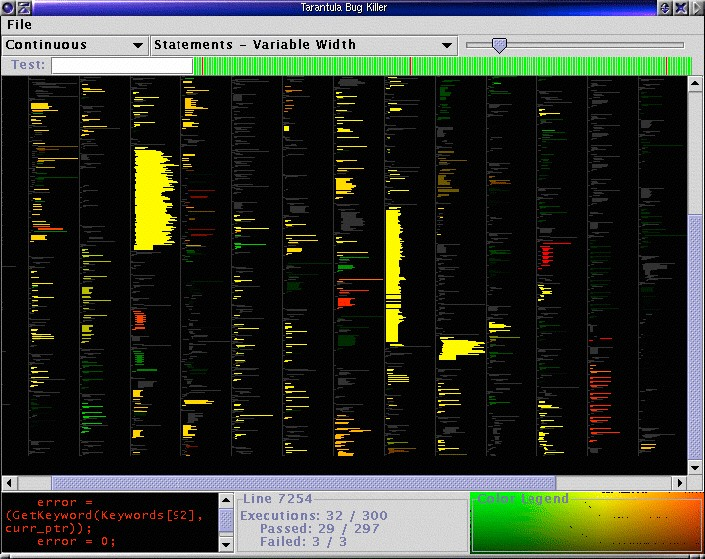 Tarantula Bug Killer
File
Continuous
Statements - Variable Width
Test:
error =
(GetKeyword(Keywords[52],
curr_ptr));
error = 0;
Line 7254
Executions: 32 / 300
Passed: 29 / 297
Failed: 3 / 3
Color Legend